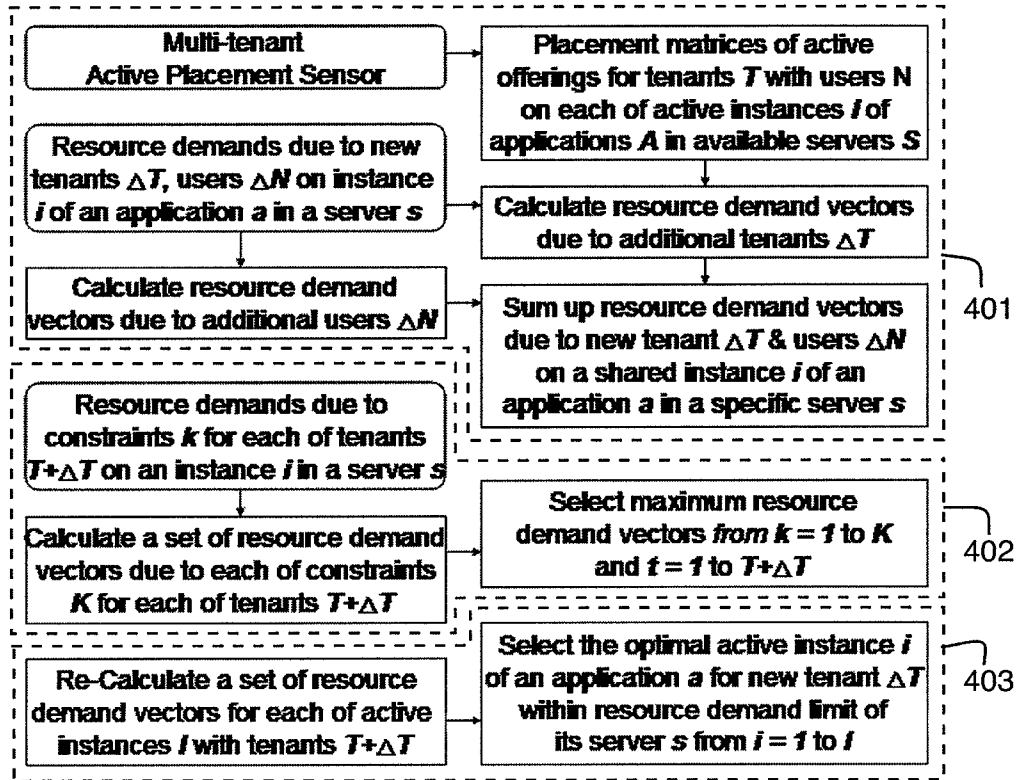 Multi-tenant
Active Placement Sensor
Placement matrices of active
offerings for tenants T with users N
on each of active instances I of
applications A in available servers S
Resource demands due to new
tenants ΔT, users ΔN on instance
i of an application a in a server s
Calculate resource demand vectors
due to additional tenants ΔT
Calculate resource demand
vectors due to additional users ΔN
Sum up resource demand vectors
due to new tenant ΔT & users ΔN
on a shared instance i of an
application a in a specific server s
401
Resource demands due to
constraints k for each of tenants
T+ΔT on an instance i in a server s
Calculate a set of resource demand
vectors due to each of constraints
K for each of tenants T+ΔT
Select maximum resource
demand vectors from k = 1 to K
and t = 1 to T+ΔT
402
Re-Calculate a set of resource
demand vectors for each of active
instances I with tenants T+ΔT
Select the optimal active instance i
of an application a for new tenant ΔT
within resource demand limit of
its server s from i = 1 to I
403